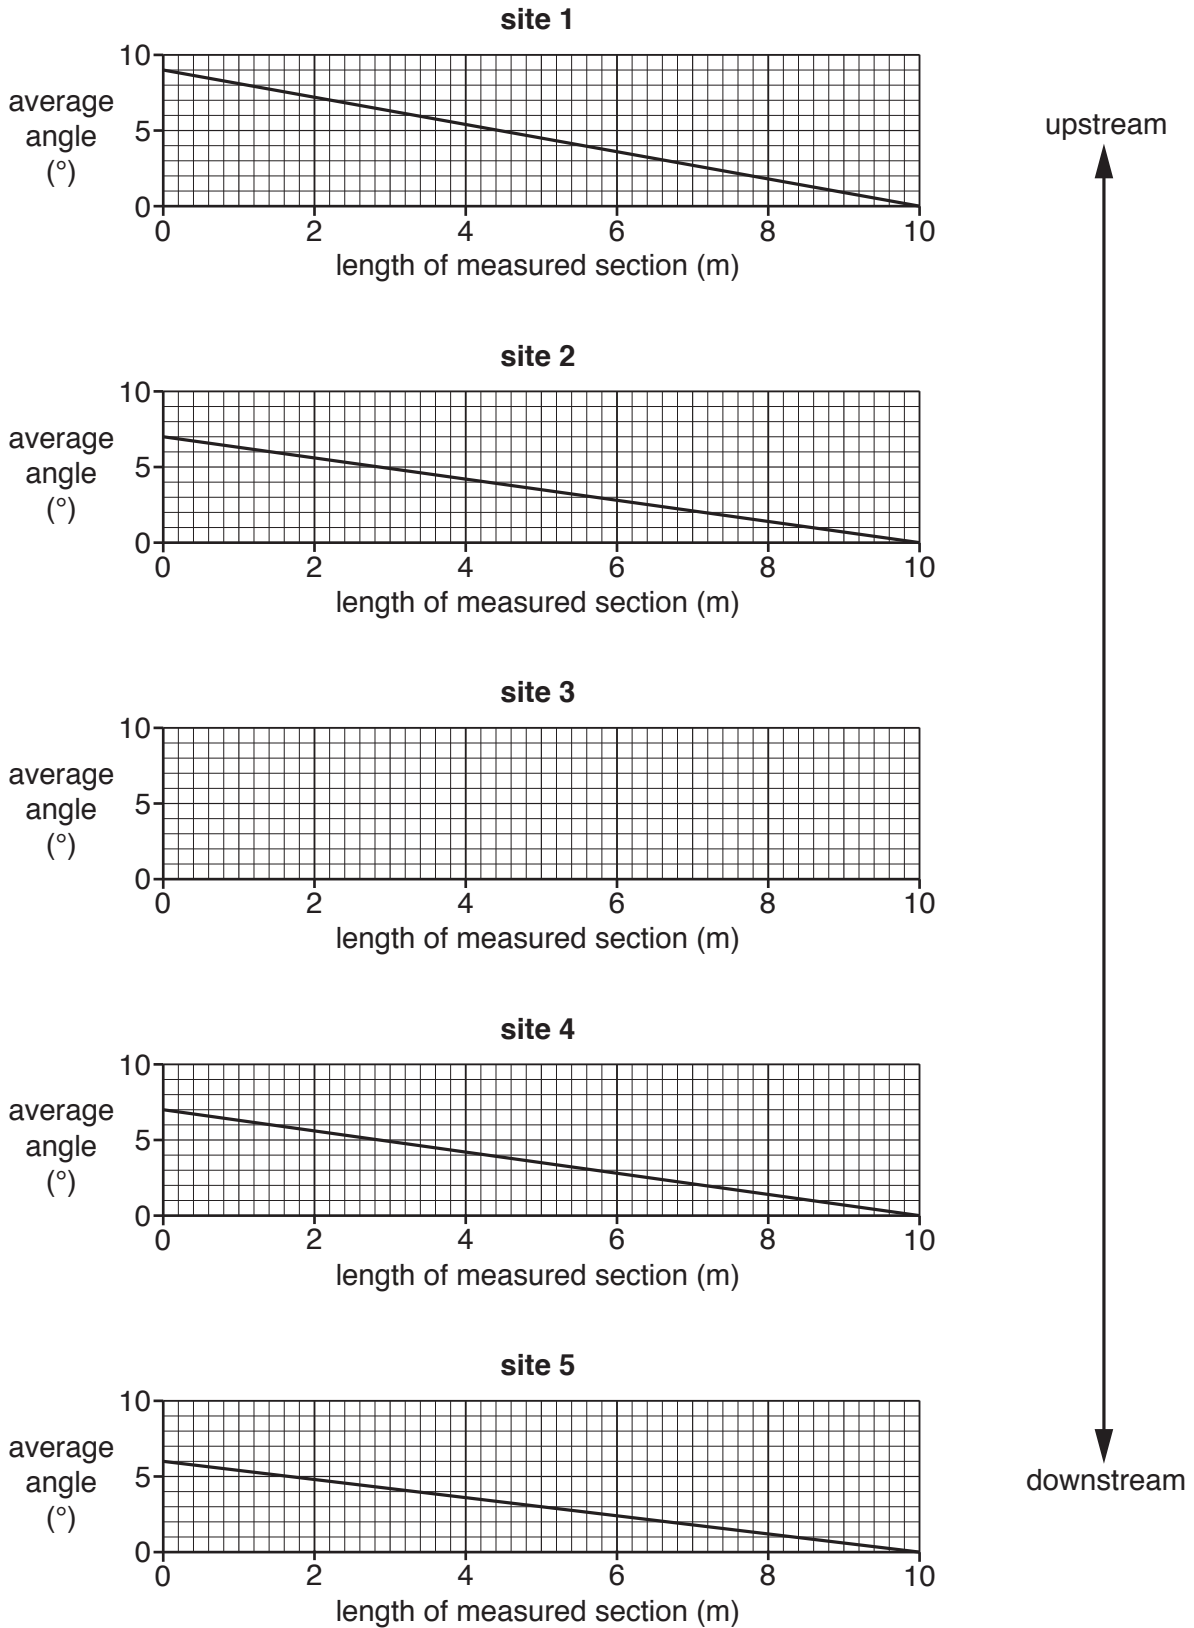 site 1
10
average
angle
(°)
5
0
0 2 4 6 8 10
length of measured section (m)
upstream
site 2
10
average
angle
(°)
5
0
0 2 4 6 8 10
length of measured section (m)
site 3
10
average
angle
(°)
5
0
0 2 4 6 8 10
length of measured section (m)
site 4
10
average
angle
(°)
5
0
0 2 4 6 8 10
length of measured section (m)
site 5
10
average
angle
(°)
5
0
0 2 4 6 8 10
length of measured section (m)
downstream